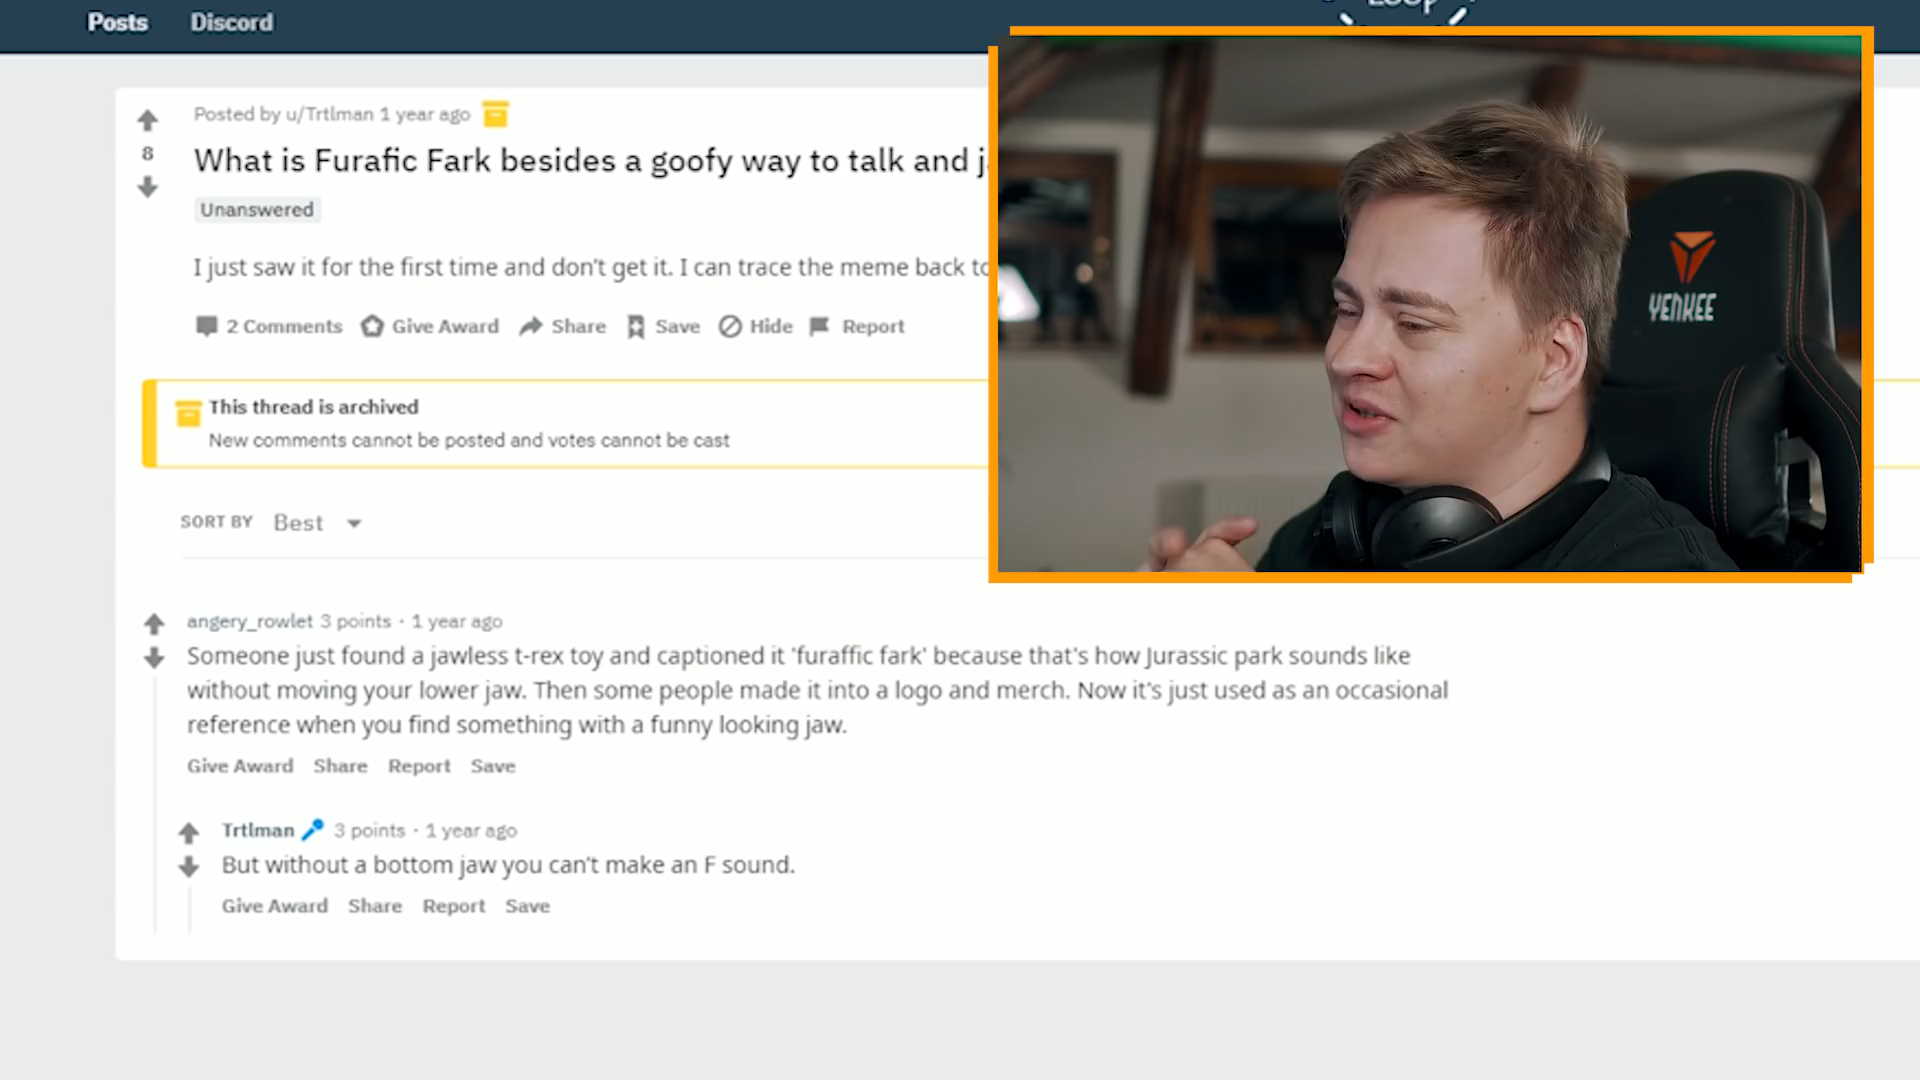 Posts Discord
Posted by u/Trtlman 1 year ago
8
What is Furafic Fark besides a goofy way to talk and
Unanswered
I just saw it for the first time and don't get it. I can trace the meme back to
2 Comments Give Award Share Save Hide Report
This thread is archived
New comments cannot be posted and votes cannot be cast
SORT BY Best
angery_rowlet 3 points · 1 year ago
Someone just found a jawless t-rex toy and captioned it 'furaffic fark' because that's how Jurassic park sounds like
without moving your lower jaw. Then some people made it into a logo and merch. Now it's just used as an occasional
reference when you find something with a funny looking jaw.
Give Award Share Report Save
Trtlman 3 points · 1 year ago
But without a bottom jaw you can't make an F sound.
Give Award Share Report Save
YENKEE